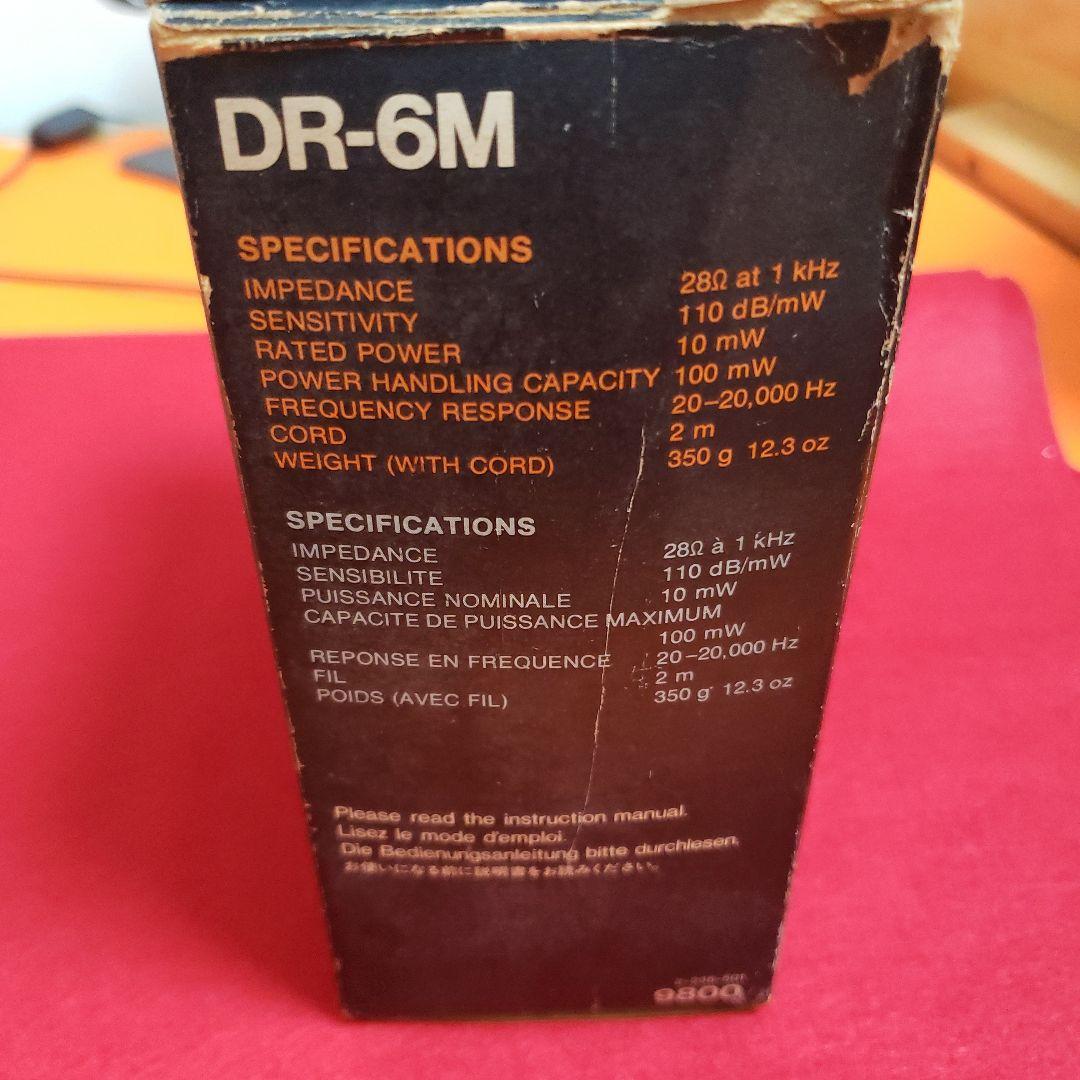 DR-6M
SPECIFICATIONS
IMPEDANCE 28Ω at 1 kHz
SENSITIVITY 110 dB/mW
RATED POWER 10 mW
POWER HANDLING CAPACITY 100 mW
FREQUENCY RESPONSE 20–20,000 Hz
CORD 2 m
WEIGHT (WITH CORD) 350 g 12.3 oz
SPECIFICATIONS
IMPEDANCE 28Ω à 1 kHz
SENSIBILITE 110 dB/mW
PUISSANCE NOMINALE 10 mW
CAPACITE DE PUISSANCE MAXIMUM
100 mW
REPONSE EN FREQUENCE 20–20,000 Hz
FIL 2 m
POIDS (AVEC FIL) 350 g 12.3 oz
Please read the instruction manual.
Lisez le mode d'emploi.
Die Bedienungsanleitung bitte durchlesen.
お使いになる前に説明書をお読みください。
9800